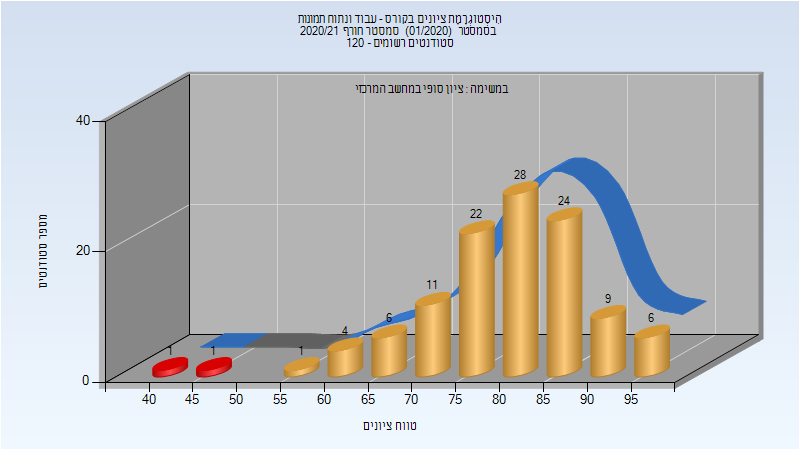 היסטוגרמת ציונים בקורס - עבוד ונתוח תמונות
בסמסטר (01/2020) סמסטר חורף 2020/21
סטודנטים רשומים - 120
במשימה : ציון סופי במחשב המרכזי
מספר סטודנטים
40
20
0
1
1
1
4
6
11
22
28
24
9
6
40 45 50 55 60 65 70 75 80 85 90 95
טווח ציונים